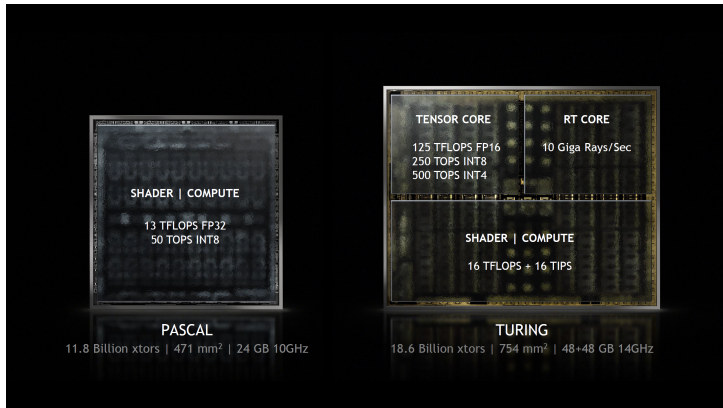 SHADER | COMPUTE
13 TFLOPS FP32
50 TOPS INT8
PASCAL
11.8 Billion xtors | 471 mm² | 24 GB 10GHz
TENSOR CORE
125 TFLOPS FP16
250 TOPS INT8
500 TOPS INT4
RT CORE
10 Giga Rays/Sec
SHADER | COMPUTE
16 TFLOPS + 16 TIPS
TURING
18.6 Billion xtors | 754 mm² | 48+48 GB 14GHz